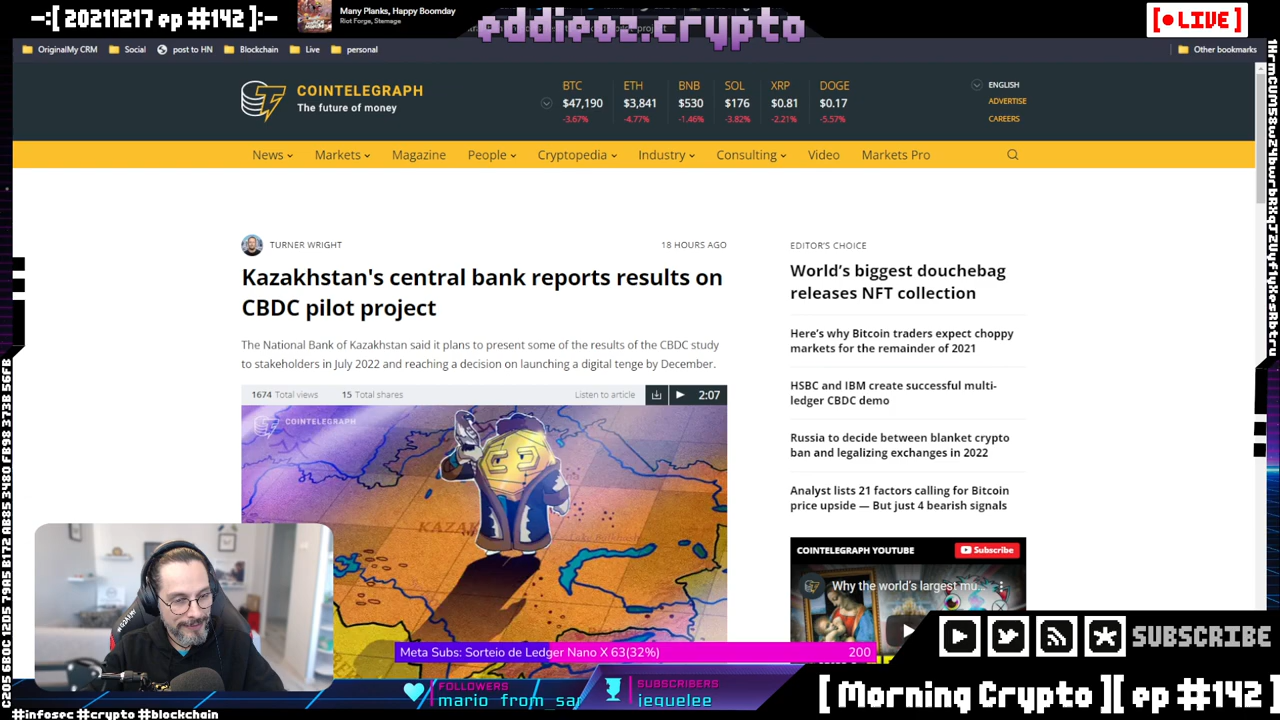 -:[ 20211217 ep #142 ]:-
Many Planks, Happy Boomday
Riot Forge, Stemage
eddieoz.crypto
[● LIVE]
OriginalMy CRM
Social
post to HN
Blockchain
Live
personal
Other bookmarks
COINTELEGRAPH
The future of money
BTC ETH BNB SOL XRP DOGE
$47,190 $3,841 $530 $176 $0.81 $0.17
-3.67% -4.77% -1.46% -3.82% -2.21% -5.57%
ENGLISH
ADVERTISE
CAREERS
News Markets Magazine People Cryptopedia Industry Consulting Video Markets Pro
TURNER WRIGHT 18 HOURS AGO
Kazakhstan's central bank reports results on
CBDC pilot project
The National Bank of Kazakhstan said it plans to present some of the results of the CBDC study
to stakeholders in July 2022 and reaching a decision on launching a digital tenge by December.
1674 Total views 15 Total shares Listen to article 2:07
COINTELEGRAPH
EDITOR'S CHOICE
World's biggest douchebag
releases NFT collection
Here's why Bitcoin traders expect choppy
markets for the remainder of 2021
HSBC and IBM create successful multi-
ledger CBDC demo
Russia to decide between blanket crypto
ban and legalizing exchanges in 2022
Analyst lists 21 factors calling for Bitcoin
price upside — But just 4 bearish signals
COINTELEGRAPH YOUTUBE Subscribe
Why the world's largest mu...
Meta Subs: Sorteio de Ledger Nano X 63(32%) 200
FOLLOWERS
mario_from_sa
SUBSCRIBERS
jequelee
SUBSCRIBE
[ Morning Crypto ][ ep #142 ]
#infosec #crypto #blockchain